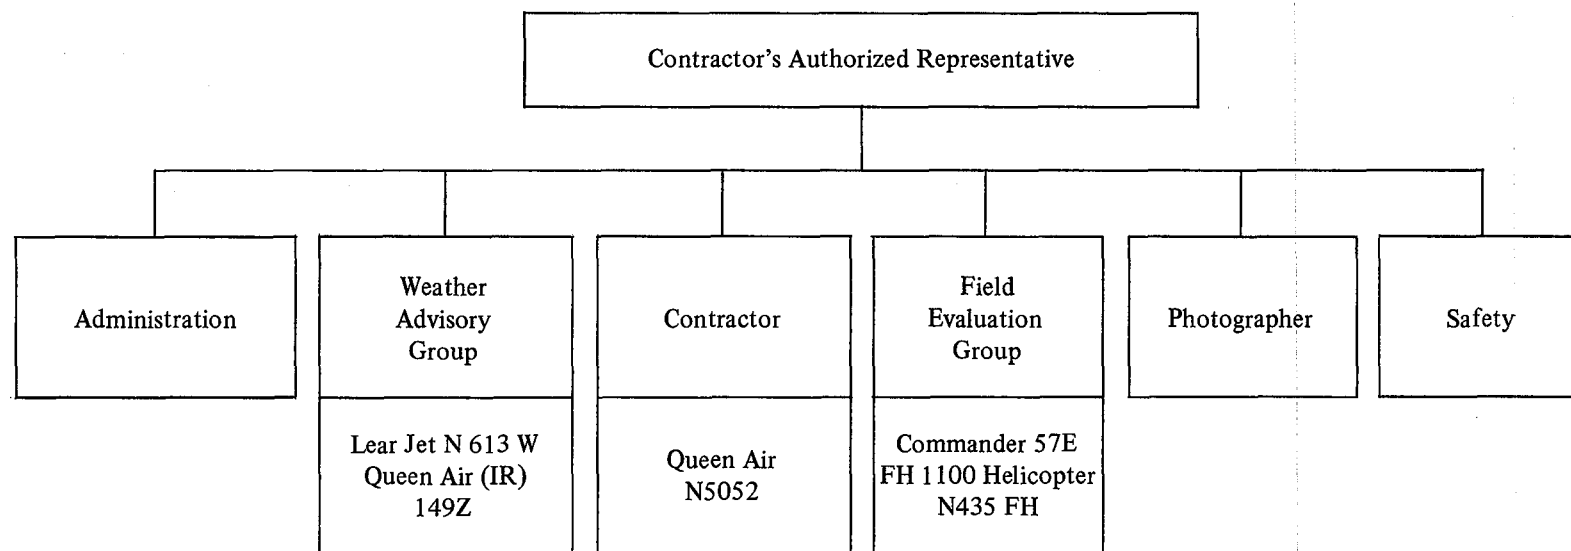 Contractor's Authorized Representative
Administration
Weather
Advisory
Group
Contractor
Field
Evaluation
Group
Photographer
Safety
Lear Jet N 613 W
Queen Air (IR)
149Z
Queen Air
N5052
Commander 57E
FH 1100 Helicopter
N435 FH